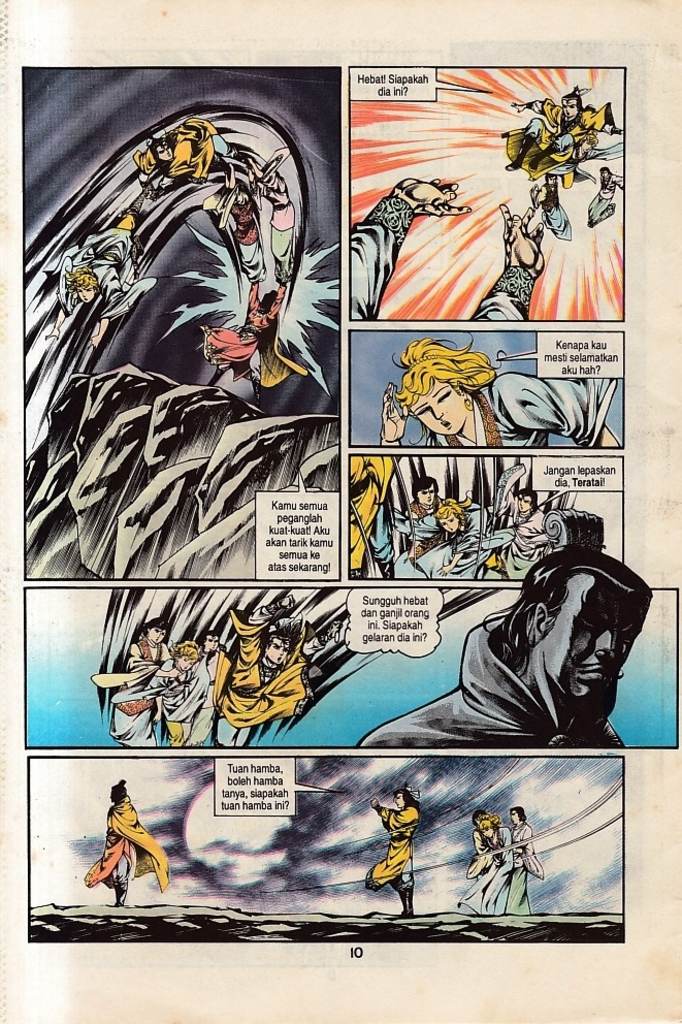 Kamu semua
peganglah
kuat-kuat! Aku
akan tarik kamu
semua ke
atas sekarang!
Hebat! Siapakah
dia ini?
Kenapa kau
mesti selamatkan
aku hah?
Jangan lepaskan
dia, Teratai!
Sungguh hebat
dan ganjil orang
ini. Siapakah
gelaran dia ini?
Tuan hamba,
boleh hamba
tanya, siapakah
tuan hamba ini?
10